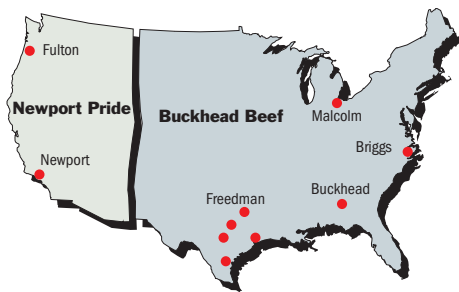 Fulton
Newport Pride
Buckhead Beef
Malcolm
Briggs
Newport
Buckhead
Freedman